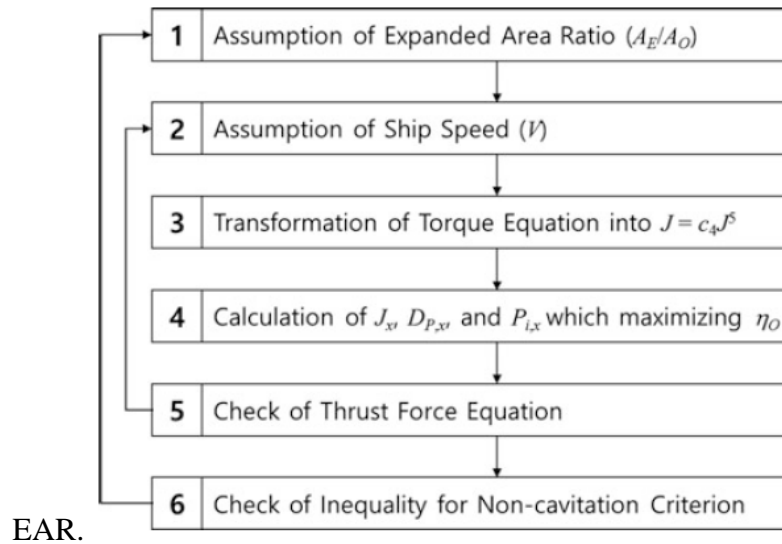 1 Assumption of Expanded Area Ratio (A_E/A_O)
2 Assumption of Ship Speed (V)
3 Transformation of Torque Equation into J = c₄J⁵
4 Calculation of J_x, D_P,x, and P_i,x which maximizing η_O
5 Check of Thrust Force Equation
6 Check of Inequality for Non-cavitation Criterion
EAR.